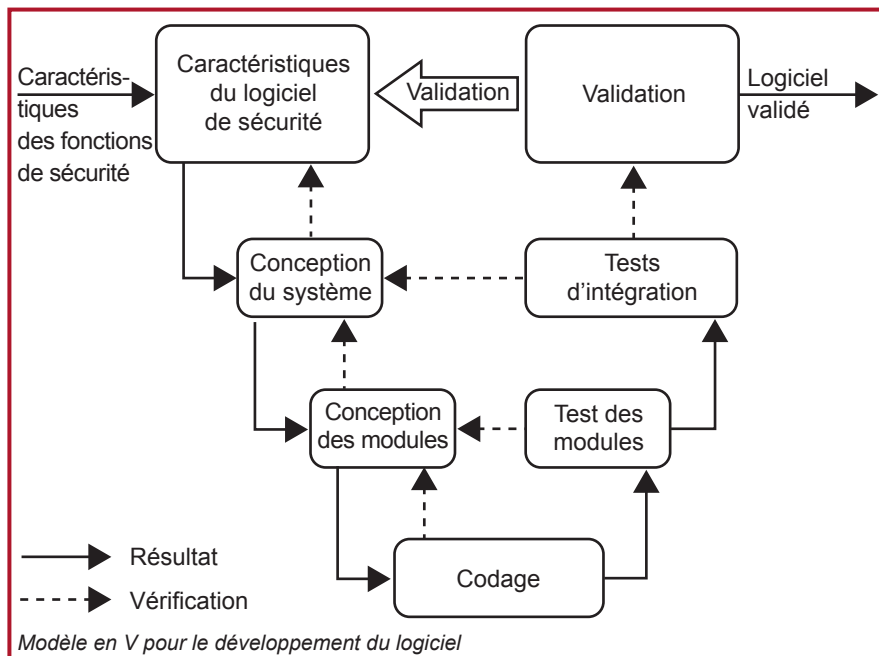 Caractéris-
tiques
des fonctions
de sécurité
Caractéristiques
du logiciel
de sécurité
Validation
Validation
Logiciel
validé
Conception
du système
Tests
d'intégration
Conception
des modules
Test des
modules
Codage
Résultat
Vérification
Modèle en V pour le développement du logiciel